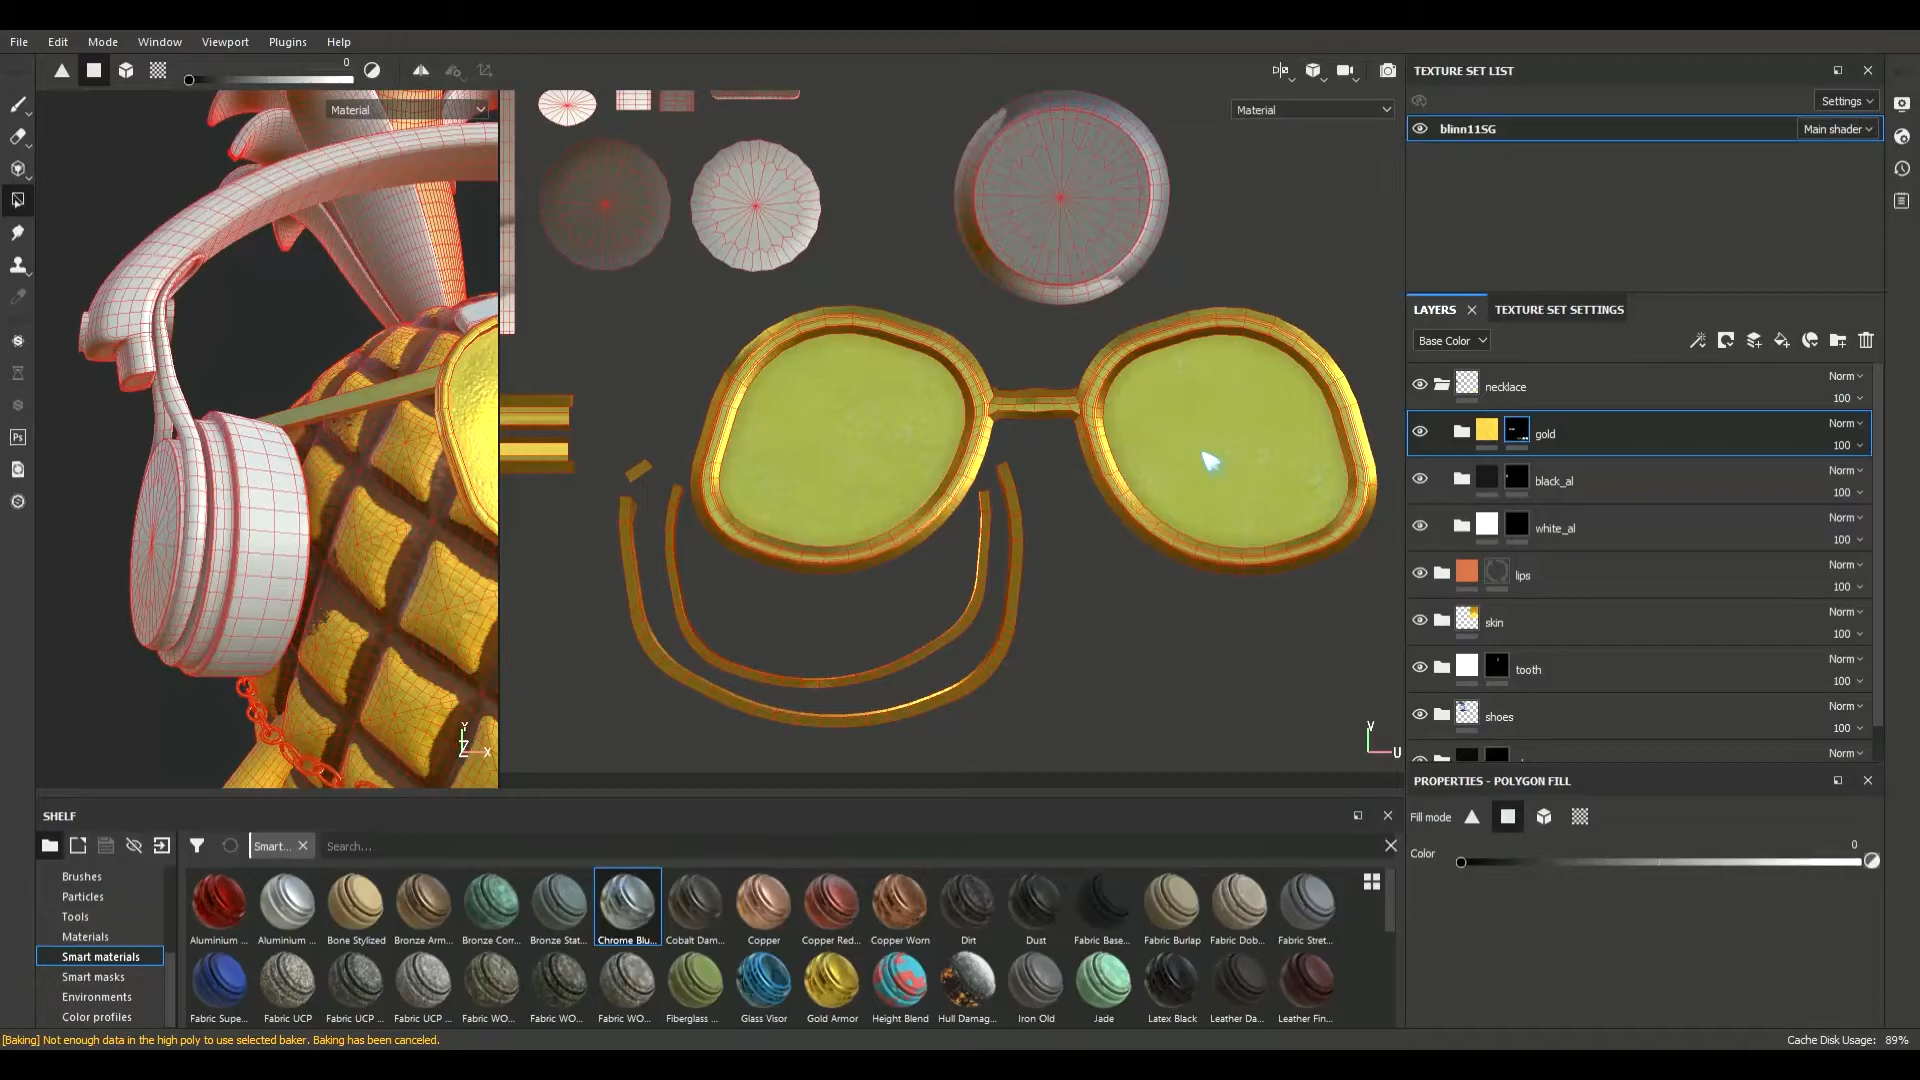 File Edit Mode Window Viewport Plugins Help
0
Material
Material
Y
Z X
V
U
TEXTURE SET LIST
Settings
blinn11SG Main shader
LAYERS TEXTURE SET SETTINGS
Base Color
necklace Norm
100
gold Norm
100
black_al Norm
100
white_al Norm
100
lips Norm
100
skin Norm
100
tooth Norm
100
shoes Norm
100
Norm
PROPERTIES - POLYGON FILL
Fill mode
Color 0
Ps
SHELF
Smart... Search...
Brushes
Particles
Tools
Materials
Smart materials
Smart masks
Environments
Color profiles
Aluminium ... Aluminium ... Bone Stylized Bronze Arm... Bronze Corr... Bronze Stat... Chrome Blu... Cobalt Dam... Copper Copper Red... Copper Worn Dirt Dust Fabric Base... Fabric Burlap Fabric Dob... Fabric Stret...
Fabric Supe... Fabric UCP Fabric UCP ... Fabric UCP ... Fabric WO... Fabric WO... Fabric WO... Fiberglass ... Glass Visor Gold Armor Height Blend Hull Damag... Iron Old Jade Latex Black Leather Da... Leather Fin...
[Baking] Not enough data in the high poly to use selected baker. Baking has been canceled.
Cache Disk Usage: 89%